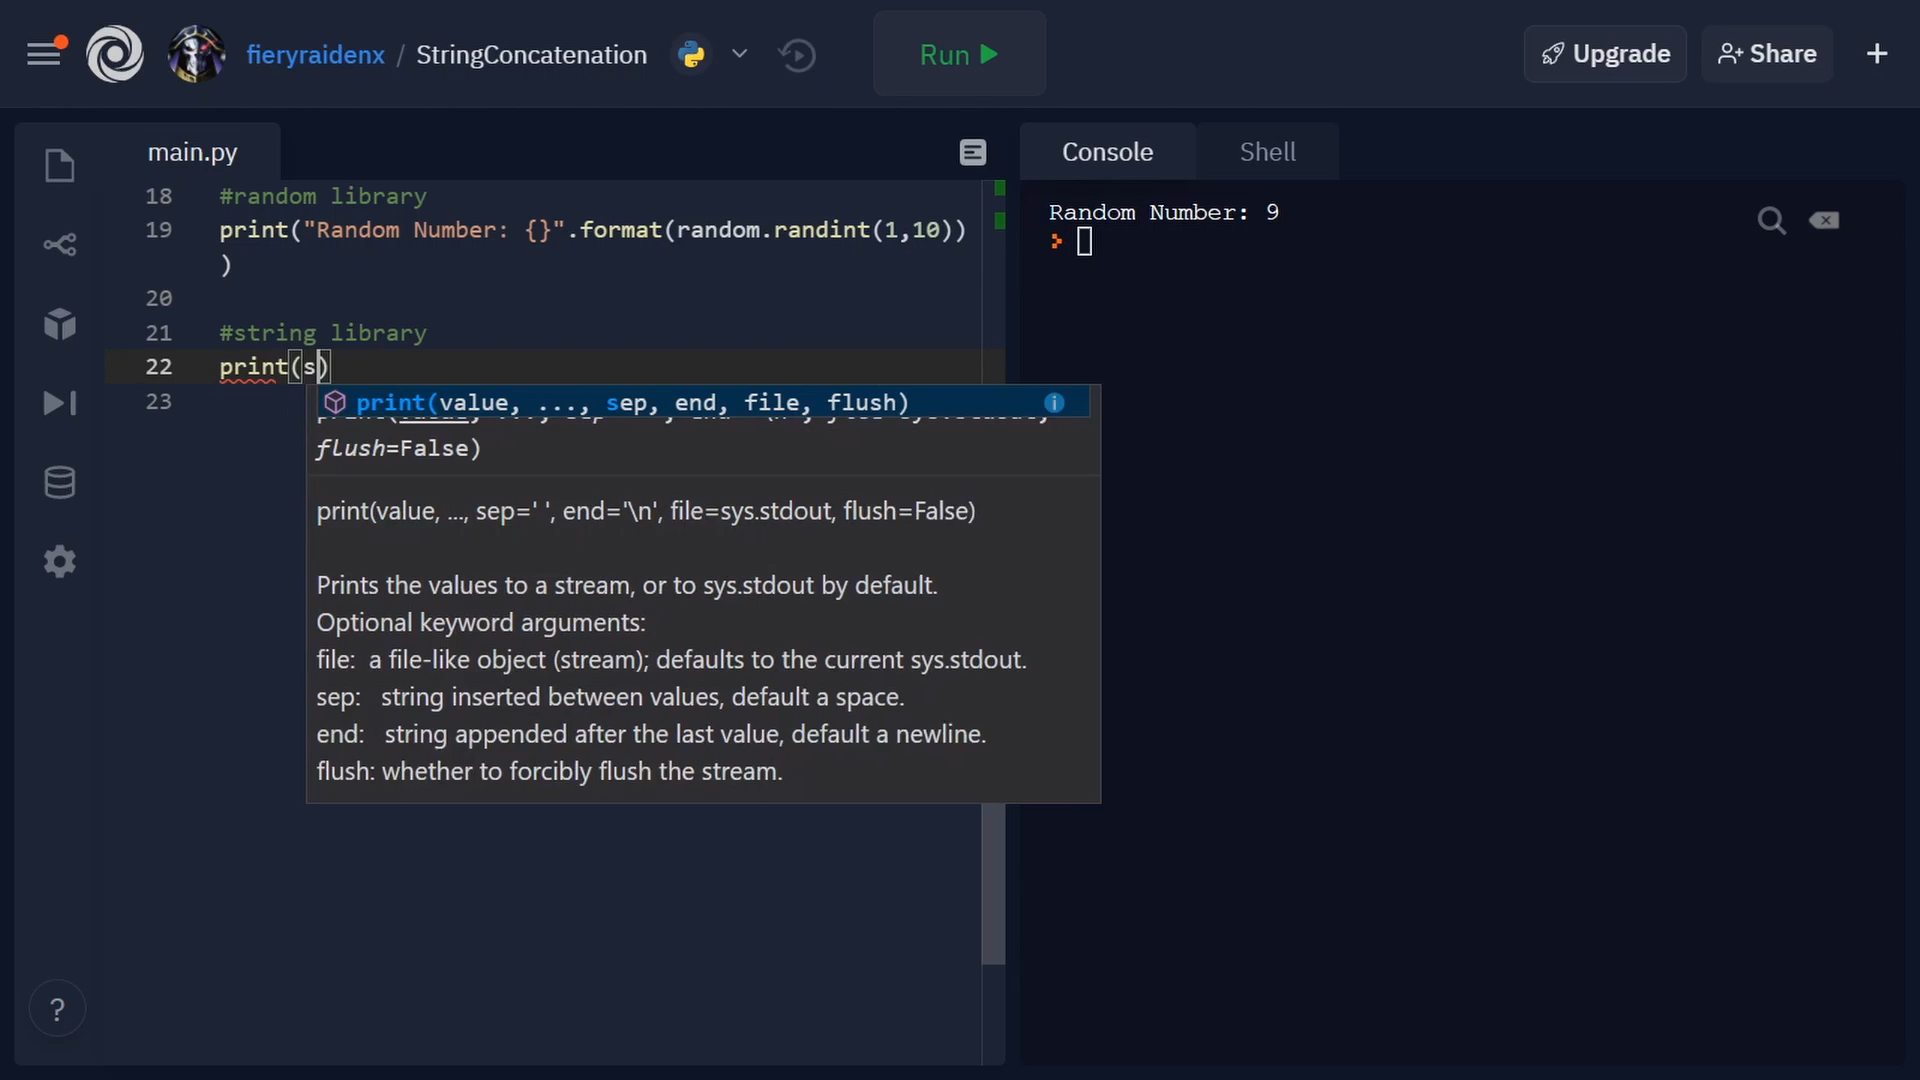 fieryraidenx / StringConcatenation
Run
Upgrade
Share
+
main.py
Console
Shell
18 #random library
19 print("Random Number: {}".format(random.randint(1,10))
)
20
21 #string library
22 print(s)
23
print(value, ..., sep, end, file, flush)
flush=False)
print(value, ..., sep=' ', end='\n', file=sys.stdout, flush=False)
Prints the values to a stream, or to sys.stdout by default.
Optional keyword arguments:
file: a file-like object (stream); defaults to the current sys.stdout.
sep: string inserted between values, default a space.
end: string appended after the last value, default a newline.
flush: whether to forcibly flush the stream.
?
Random Number: 9